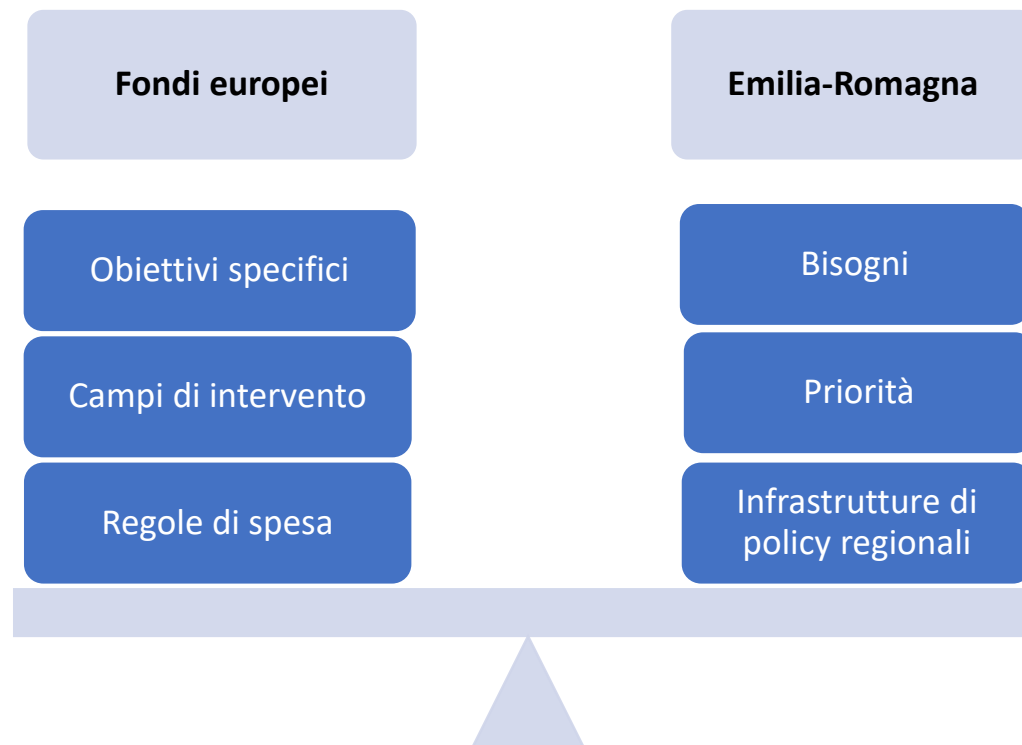 Fondi europei
Emilia-Romagna
Obiettivi specifici
Bisogni
Campi di intervento
Priorità
Regole di spesa
Infrastrutture di
policy regionali